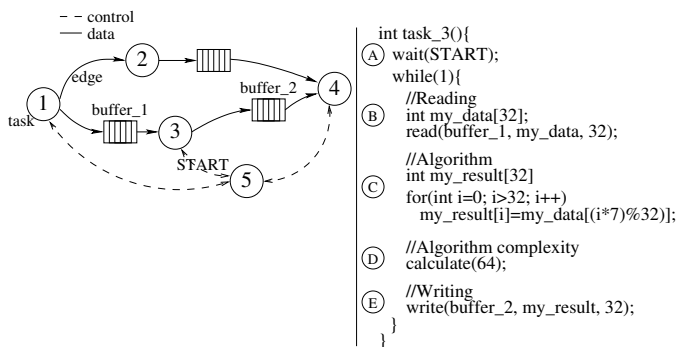 control
data
edge
task
1
2
3
4
5
buffer_1
buffer_2
START
int task_3(){
A wait(START);
while(1){
//Reading
B int my_data[32];
read(buffer_1, my_data, 32);
//Algorithm
C int my_result[32]
for(int i=0; i>32; i++)
my_result[i]=my_data[(i*7)%32)];
D //Algorithm complexity
calculate(64);
E //Writing
write(buffer_2, my_result, 32);
}
}